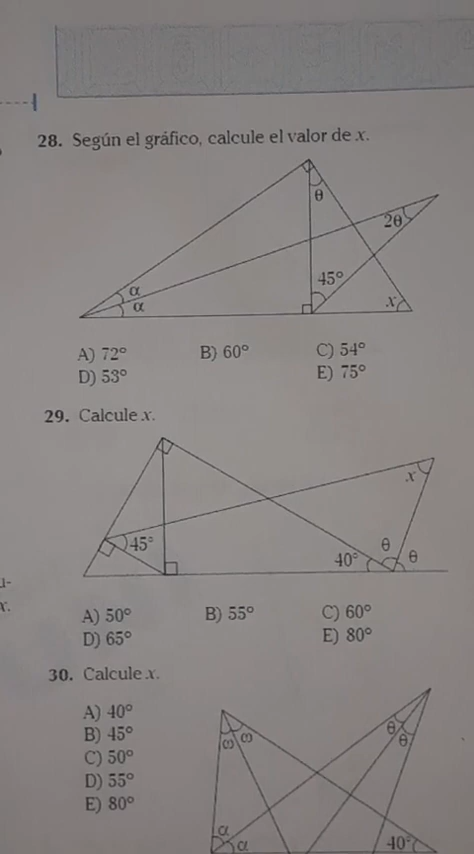 28. Según el gráfico, calcule el valor de x.
θ
2θ
α
α
45°
x
A) 72° B) 60° C) 54°
D) 53° E) 75°
29. Calcule x.
x
45°
40° θ θ
A) 50° B) 55° C) 60°
D) 65° E) 80°
30. Calcule x.
A) 40°
B) 45°
C) 50°
D) 55°
E) 80°
ω ω
θ
θ
α
α
40°